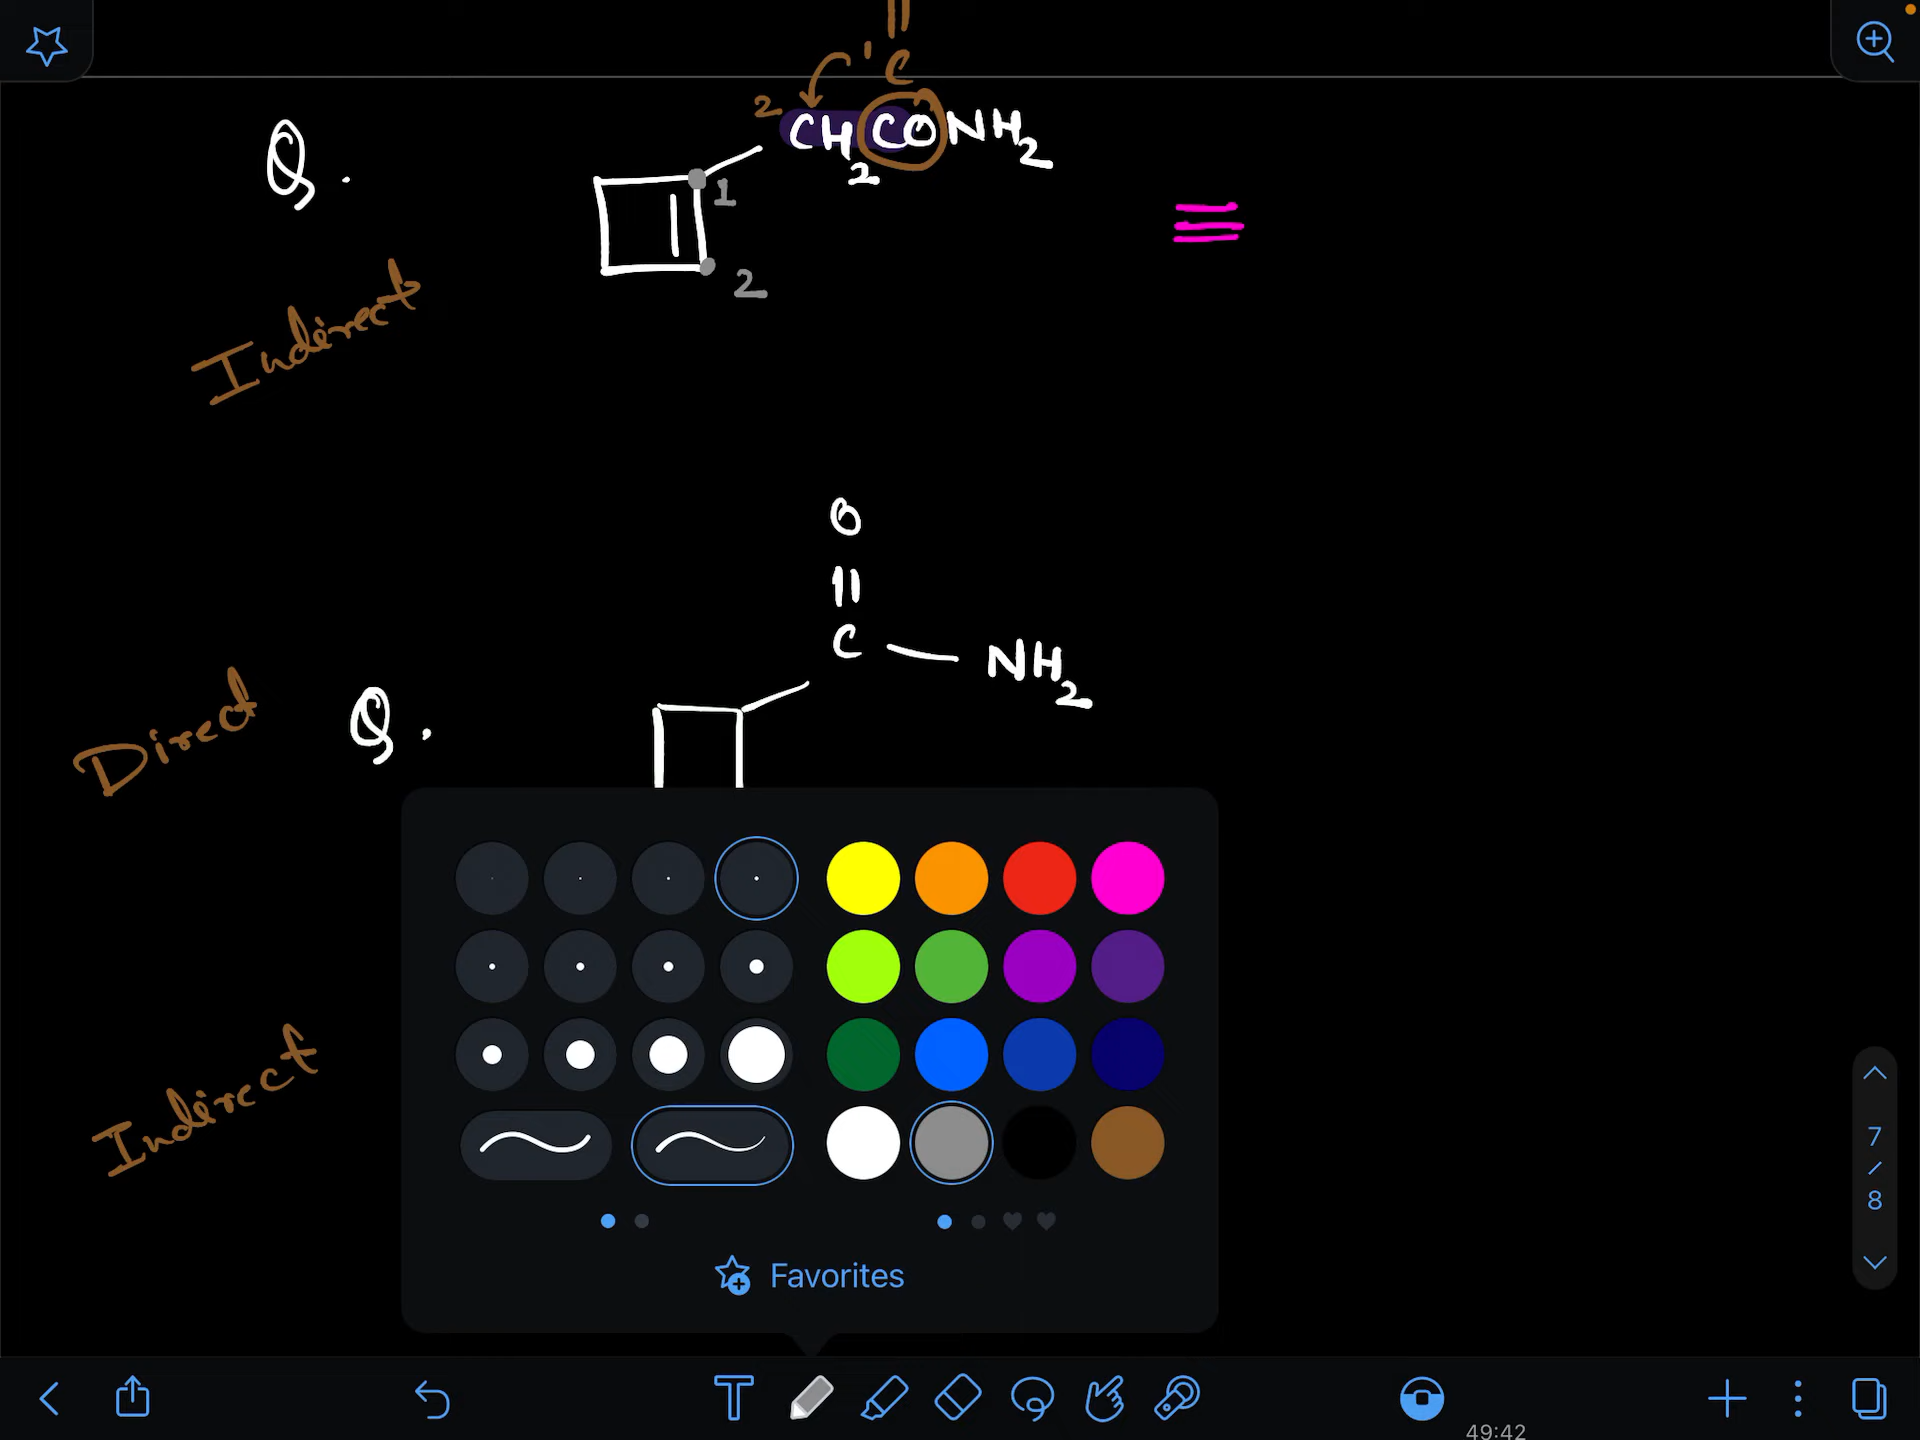 1
C
2 CH2CONH2
Q.
1
2
Indirect
O
C NH2
Direct Q.
Indirect
7
/
8
Favorites
T
49:42